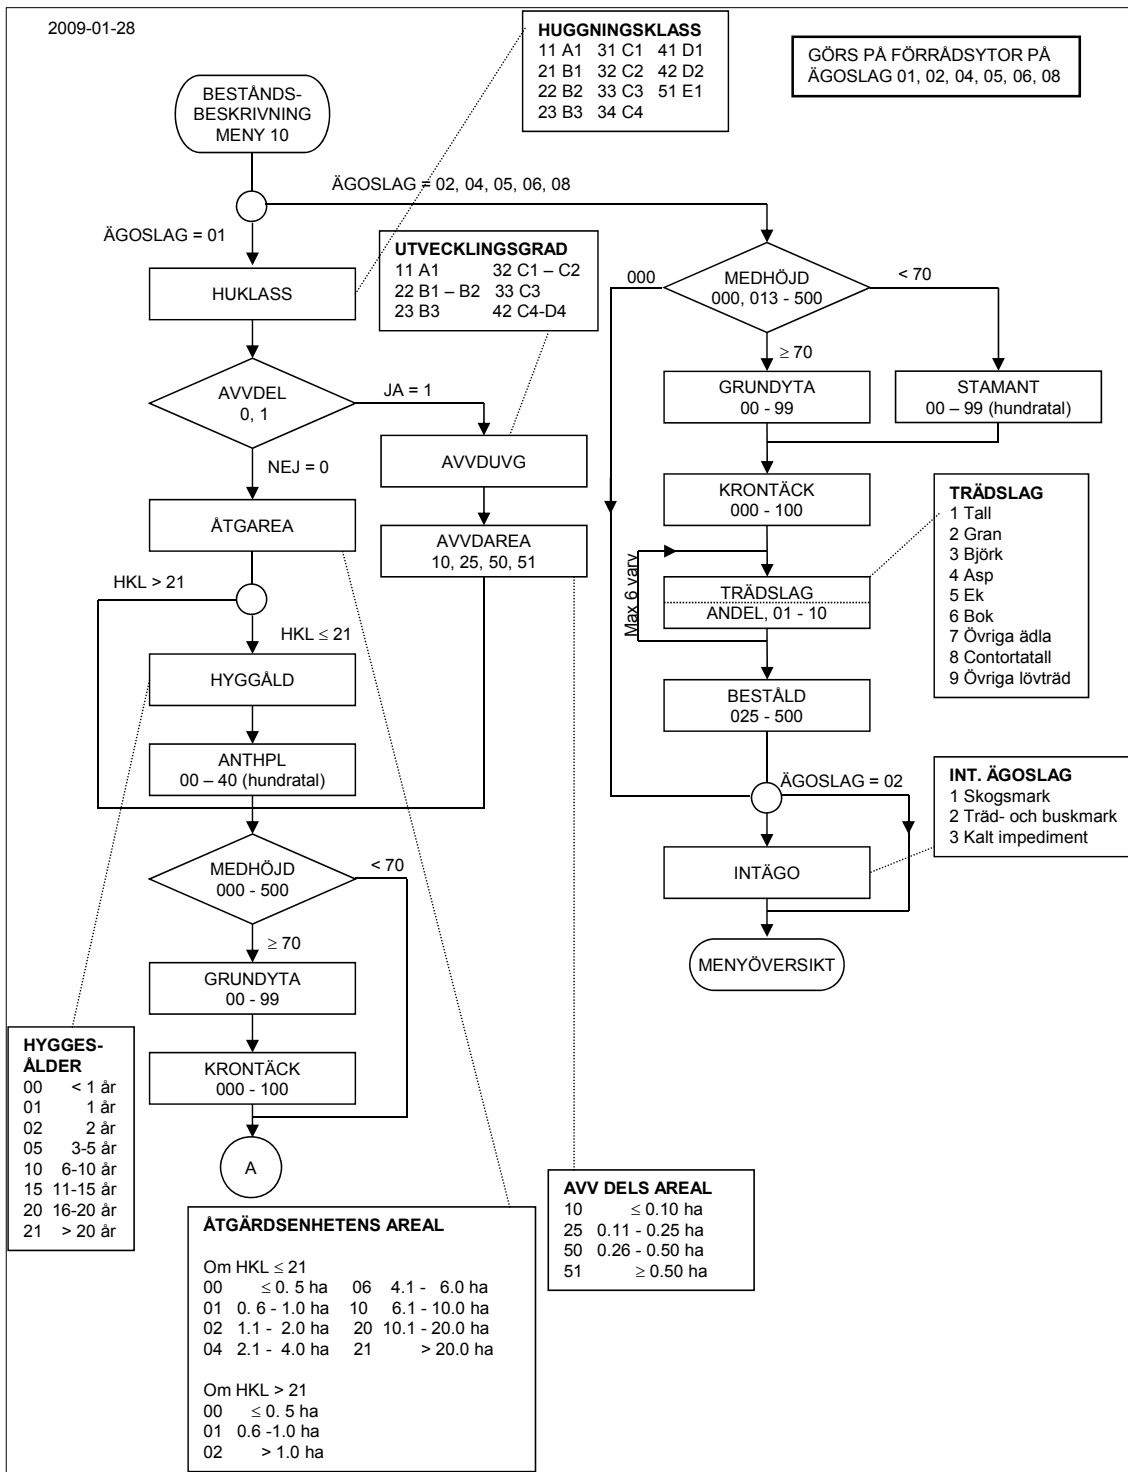 2009-01-28
HUGGNINGSKLASS
11 A1 31 C1 41 D1
21 B1 32 C2 42 D2
22 B2 33 C3 51 E1
23 B3 34 C4
GÖRS PÅ FÖRRÅDSYTOR PÅ
ÄGOSLAG 01, 02, 04, 05, 06, 08
BESTÅNDS-
BESKRIVNING
MENY 10
ÄGOSLAG = 02, 04, 05, 06, 08
ÄGOSLAG = 01
HUKLASS
UTVECKLINGSGRAD
11 A1 32 C1 – C2
22 B1 – B2 33 C3
23 B3 42 C4-D4
000
MEDHÖJD
000, 013 - 500
< 70
≥ 70
AVVDEL
0, 1
JA = 1
NEJ = 0
GRUNDYTA
00 - 99
STAMANT
00 – 99 (hundratal)
AVVDUVG
ÅTGAREA
AVVDAREA
10, 25, 50, 51
KRONTÄCK
000 - 100
Max 6 varv
TRÄDSLAG
ANDEL, 01 - 10
TRÄDSLAG
1 Tall
2 Gran
3 Björk
4 Asp
5 Ek
6 Bok
7 Övriga ädla
8 Contortatall
9 Övriga lövträd
HKL > 21
HKL ≤ 21
HYGGÅLD
BESTÅLD
025 - 500
ANTHPL
00 – 40 (hundratal)
ÄGOSLAG = 02
INT. ÄGOSLAG
1 Skogsmark
2 Träd- och buskmark
3 Kalt impediment
MEDHÖJD
000 - 500
< 70
≥ 70
INTÄGO
MENYÖVERSIKT
GRUNDYTA
00 - 99
KRONTÄCK
000 - 100
A
HYGGES-
ÅLDER
00 < 1 år
01 1 år
02 2 år
05 3-5 år
10 6-10 år
15 11-15 år
20 16-20 år
21 > 20 år
ÅTGÄRDSENHETENS AREAL
Om HKL ≤ 21
00 ≤ 0. 5 ha 06 4.1 - 6.0 ha
01 0. 6 - 1.0 ha 10 6.1 - 10.0 ha
02 1.1 - 2.0 ha 20 10.1 - 20.0 ha
04 2.1 - 4.0 ha 21 > 20.0 ha
Om HKL > 21
00 ≤ 0. 5 ha
01 0.6 -1.0 ha
02 > 1.0 ha
AVV DELS AREAL
10 ≤ 0.10 ha
25 0.11 - 0.25 ha
50 0.26 - 0.50 ha
51 ≥ 0.50 ha